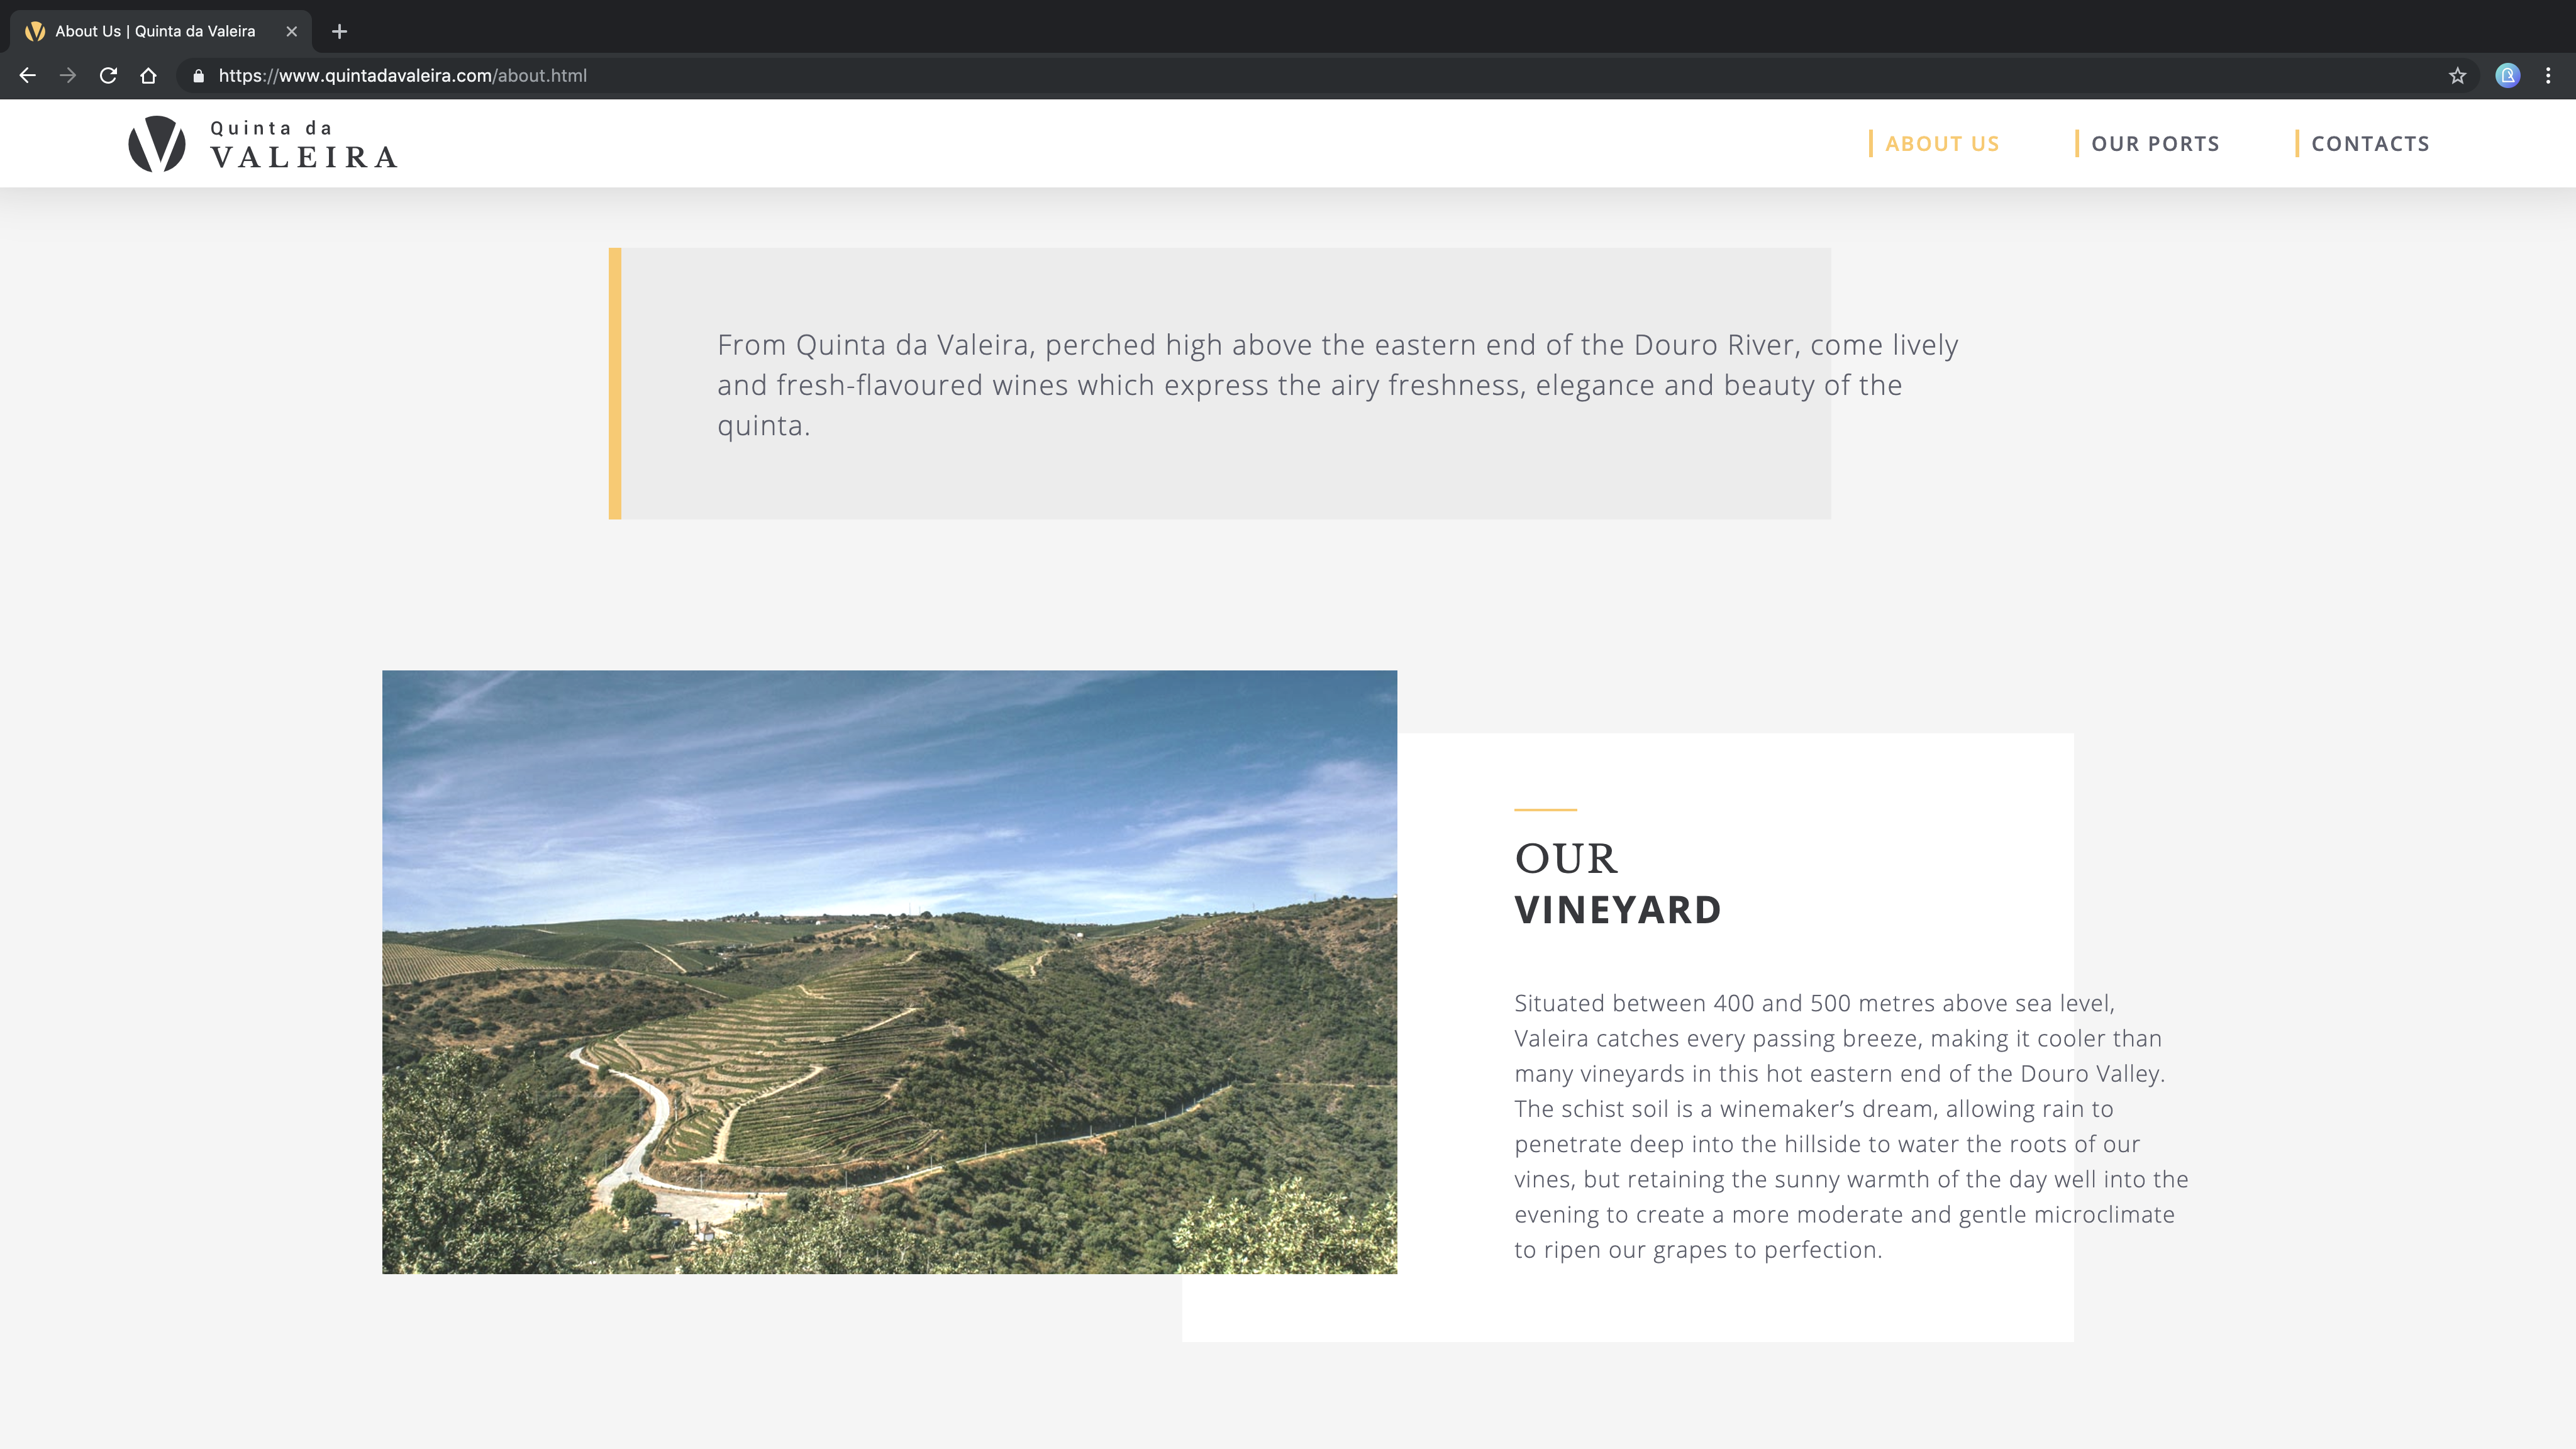 About Us | Quinta da Valeira
https://www.quintadavaleira.com/about.html
Quinta da
VALEIRA
ABOUT US
OUR PORTS
CONTACTS
From Quinta da Valeira, perched high above the eastern end of the Douro River, come lively
and fresh-flavoured wines which express the airy freshness, elegance and beauty of the
quinta.
OUR
VINEYARD
Situated between 400 and 500 metres above sea level,
Valeira catches every passing breeze, making it cooler than
many vineyards in this hot eastern end of the Douro Valley.
The schist soil is a winemaker’s dream, allowing rain to
penetrate deep into the hillside to water the roots of our
vines, but retaining the sunny warmth of the day well into the
evening to create a more moderate and gentle microclimate
to ripen our grapes to perfection.